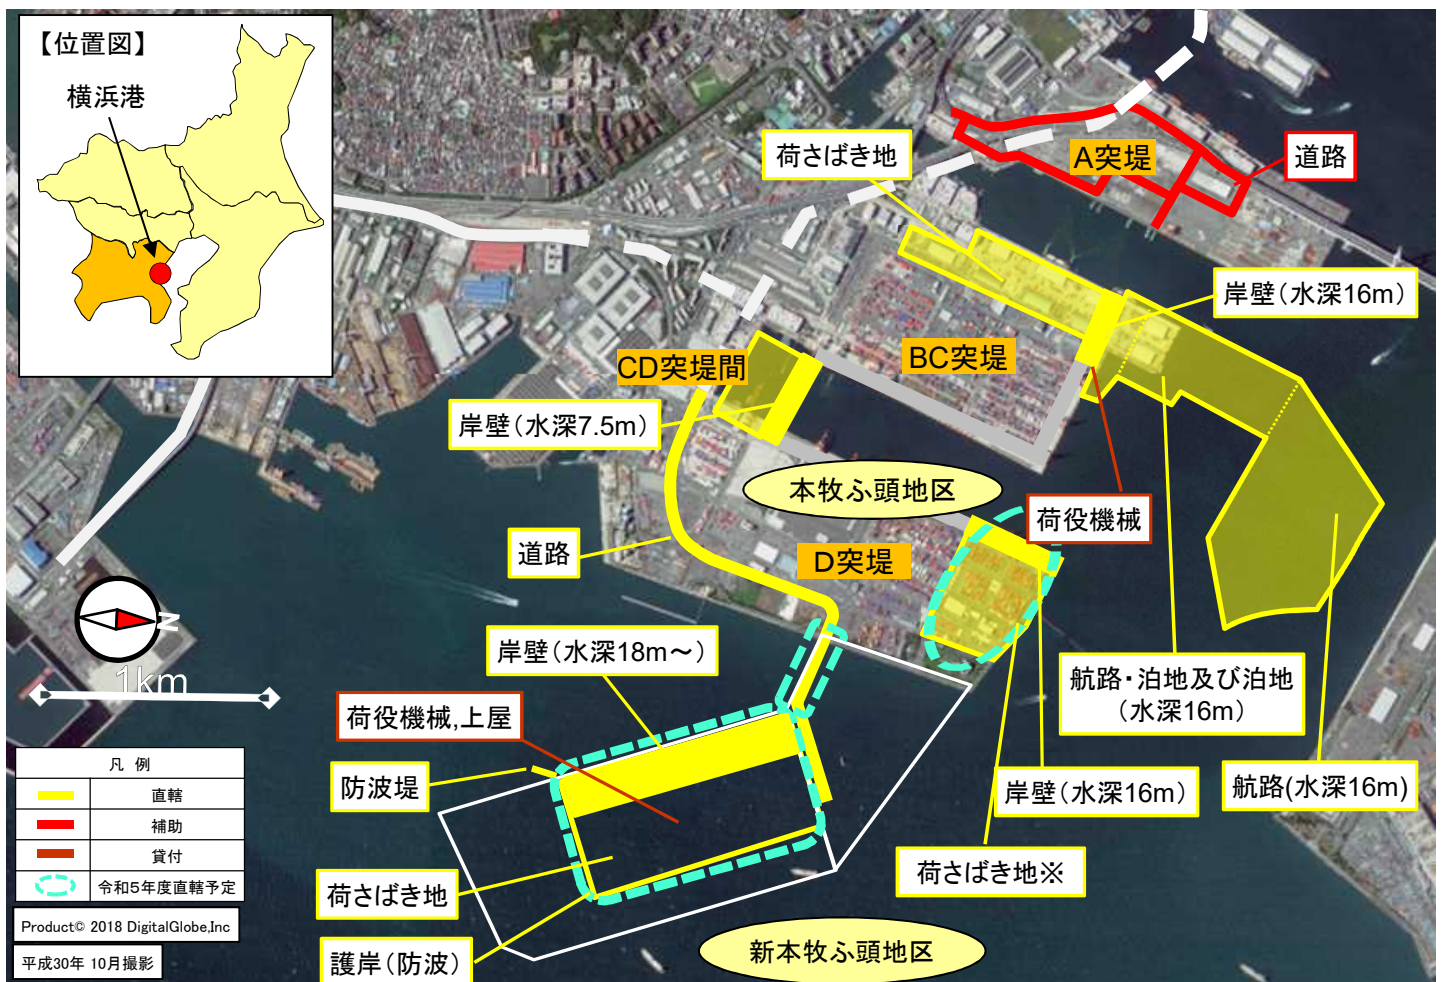 【位置図】
横浜港
荷さばき地
A突堤
道路
岸壁（水深16m）
BC突堤
CD突堤間
岸壁（水深7.5m）
本牧ふ頭地区
荷役機械
道路
D突堤
N
1km
岸壁（水深18m～）
航路・泊地及び泊地
（水深16m）
荷役機械,上屋
防波堤
岸壁（水深16m）
航路(水深16m)
荷さばき地※
荷さばき地
護岸（防波）
新本牧ふ頭地区
凡 例
直轄
補助
貸付
令和5年度直轄予定
Product© 2018 DigitalGlobe,Inc
平成30年 10月撮影